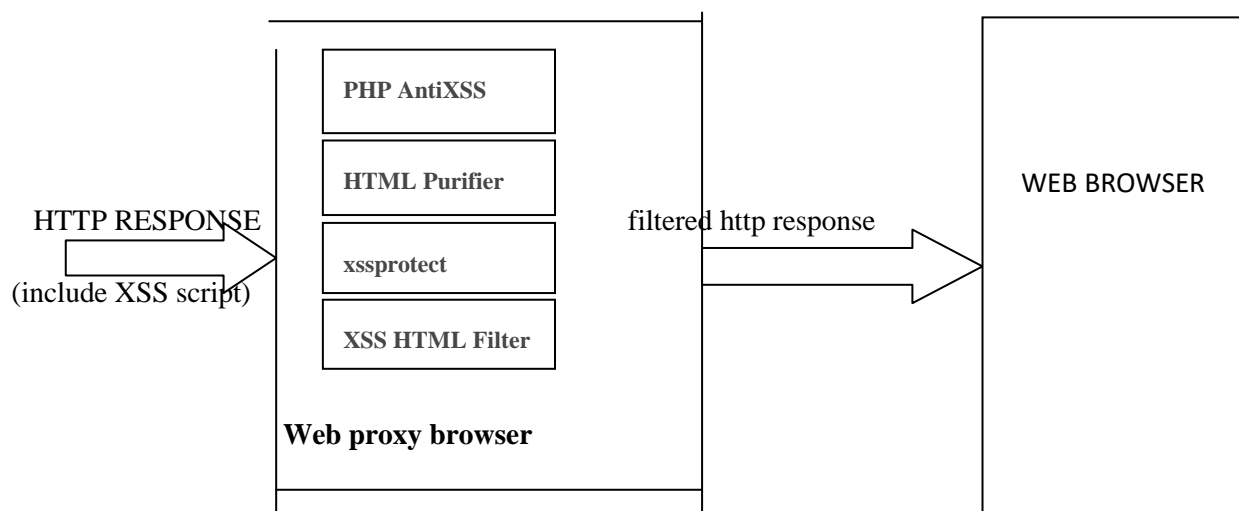 PHP AntiXSS
HTML Purifier
WEB BROWSER
HTTP RESPONSE
filtered http response
xssprotect
(include XSS script)
XSS HTML Filter
Web proxy browser